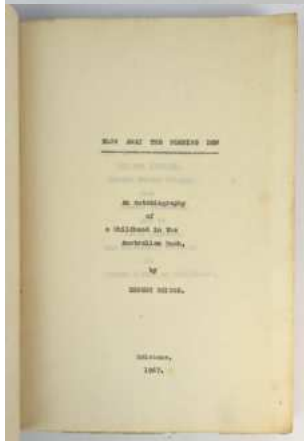 BLOW AWAY THE MORNING DEW
An Autobiography
of
a Childhood in the
Australian Bush,
by
Brisbane,
1967.